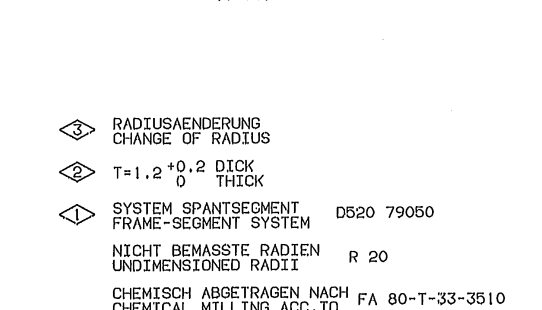 3 RADIUSAENDERUNG
CHANGE OF RADIUS
2 T=1.2 +0.2 DICK
0 THICK
1 SYSTEM SPANTSEGMENT D520 79050
FRAME-SEGMENT SYSTEM
NICHT BEMASSTE RADIEN R 20
UNDIMENSIONED RADII
CHEMISCH ABGETRAGEN NACH FA 80-T-33-3510
CHEMICAL MILLING ACC.TO